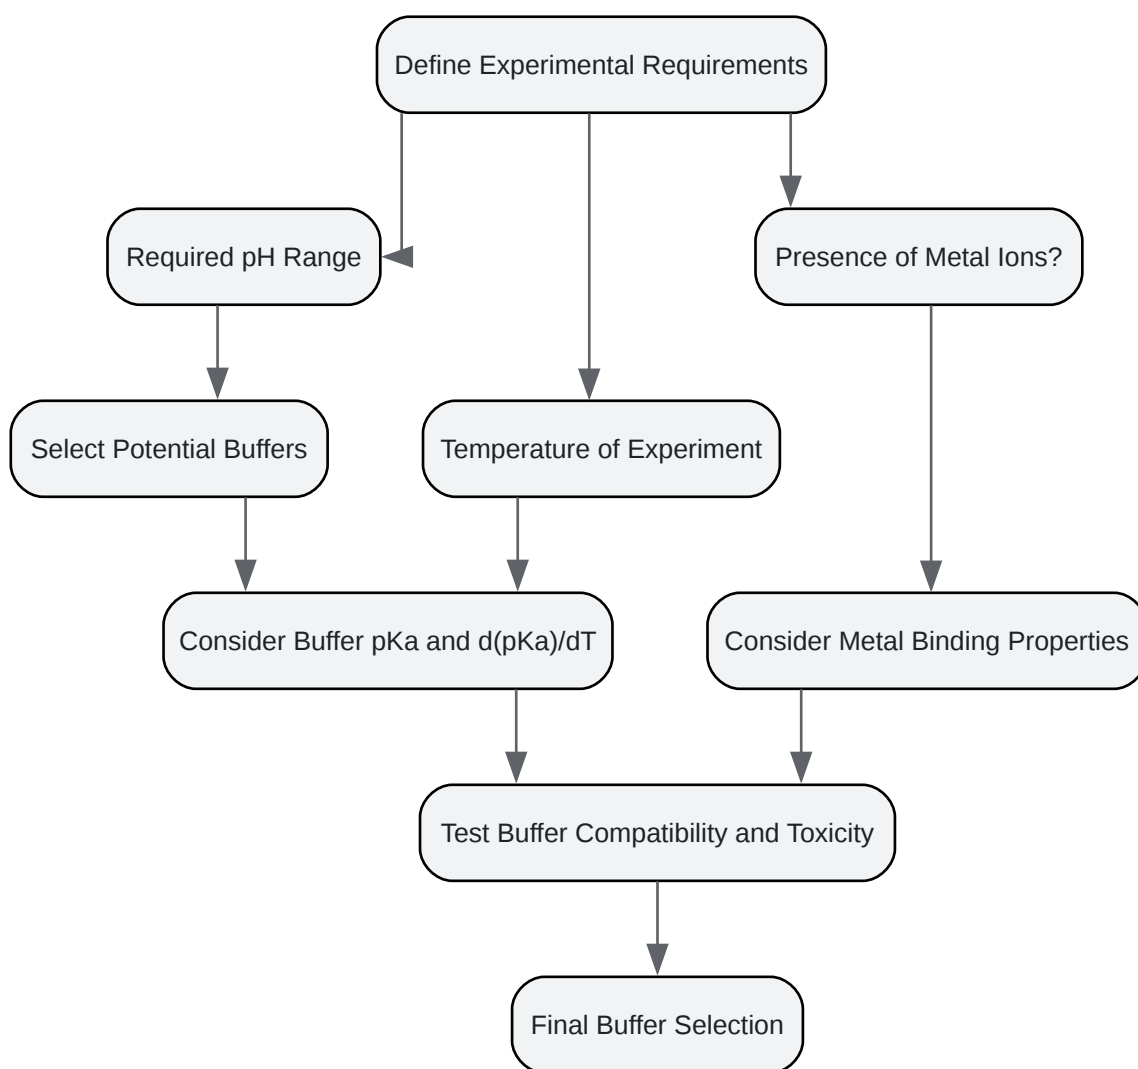 Define Experimental Requirements
Required pH Range
Presence of Metal Ions?
Select Potential Buffers
Temperature of Experiment
Consider Buffer pKa and d(pKa)/dT
Consider Metal Binding Properties
Test Buffer Compatibility and Toxicity
Final Buffer Selection